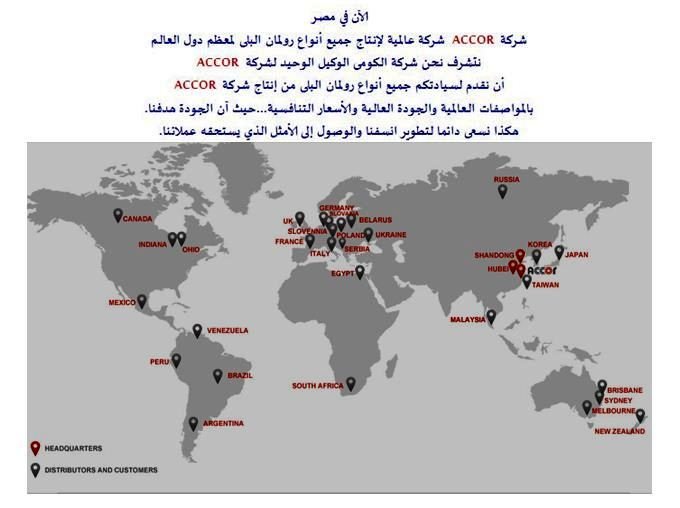 الآن في مصر
شركة ACCOR شركة عالمية لإنتاج جميع أنواع رولمان البلى لمعظم دول العالم
نتشرف نحن شركة الكومى الوكيل الوحيد لشركة ACCOR
أن نقدم لسيادتكم جميع أنواع رولمان البلى من إنتاج شركة ACCOR
بالمواصفات العالمية والجودة العالية والأسعار التنافسية...حيث أن الجودة هدفنا.
هكذا نسعى دائما لتطوير انسفنا والوصول إلى الأمثل الذي يستحقه عملائنا.
RUSSIA
CANADA
GERMANY
SLOVAKIA
UK
BELARUS
SLOVENNIA
POLAND
UKRAINE
INDIANA
OHIO
FRANCE
ITALY
SERBIA
KOREA
SHANDONG
JAPAN
HUBEI
ACCOR
EGYPT
TAIWAN
MEXICO
MALAYSIA
VENEZUELA
PERU
BRAZIL
SOUTH AFRICA
BRISBNE
SYDNEY
MELBOURNE
ARGENTINA
NEW ZEALAND
HEADQUARTERS
DISTRIBUTORS AND CUSTOMERS